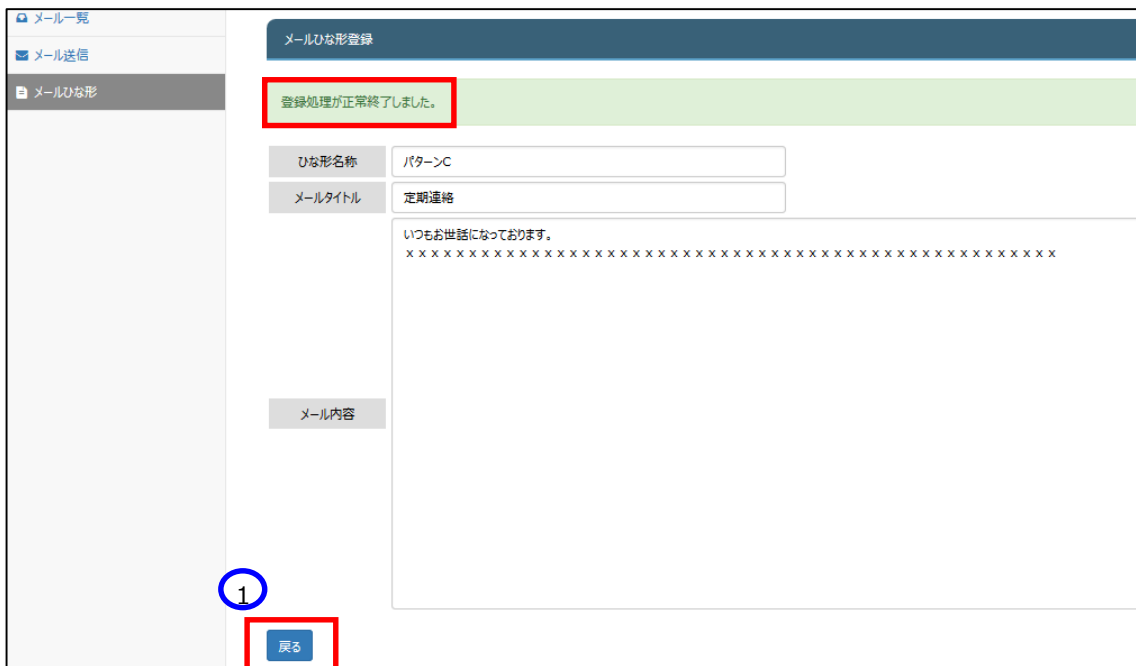 メール一覧
メール送信
メールひな形
メールひな形登録
登録処理が正常終了しました。
ひな形名称
パターンC
メールタイトル
定期連絡
メール内容
いつもお世話になっております。
ｘｘｘｘｘｘｘｘｘｘｘｘｘｘｘｘｘｘｘｘｘｘｘｘｘｘｘｘｘｘｘｘｘｘｘｘｘｘｘｘｘｘｘｘｘｘｘｘｘｘｘｘ
1
戻る